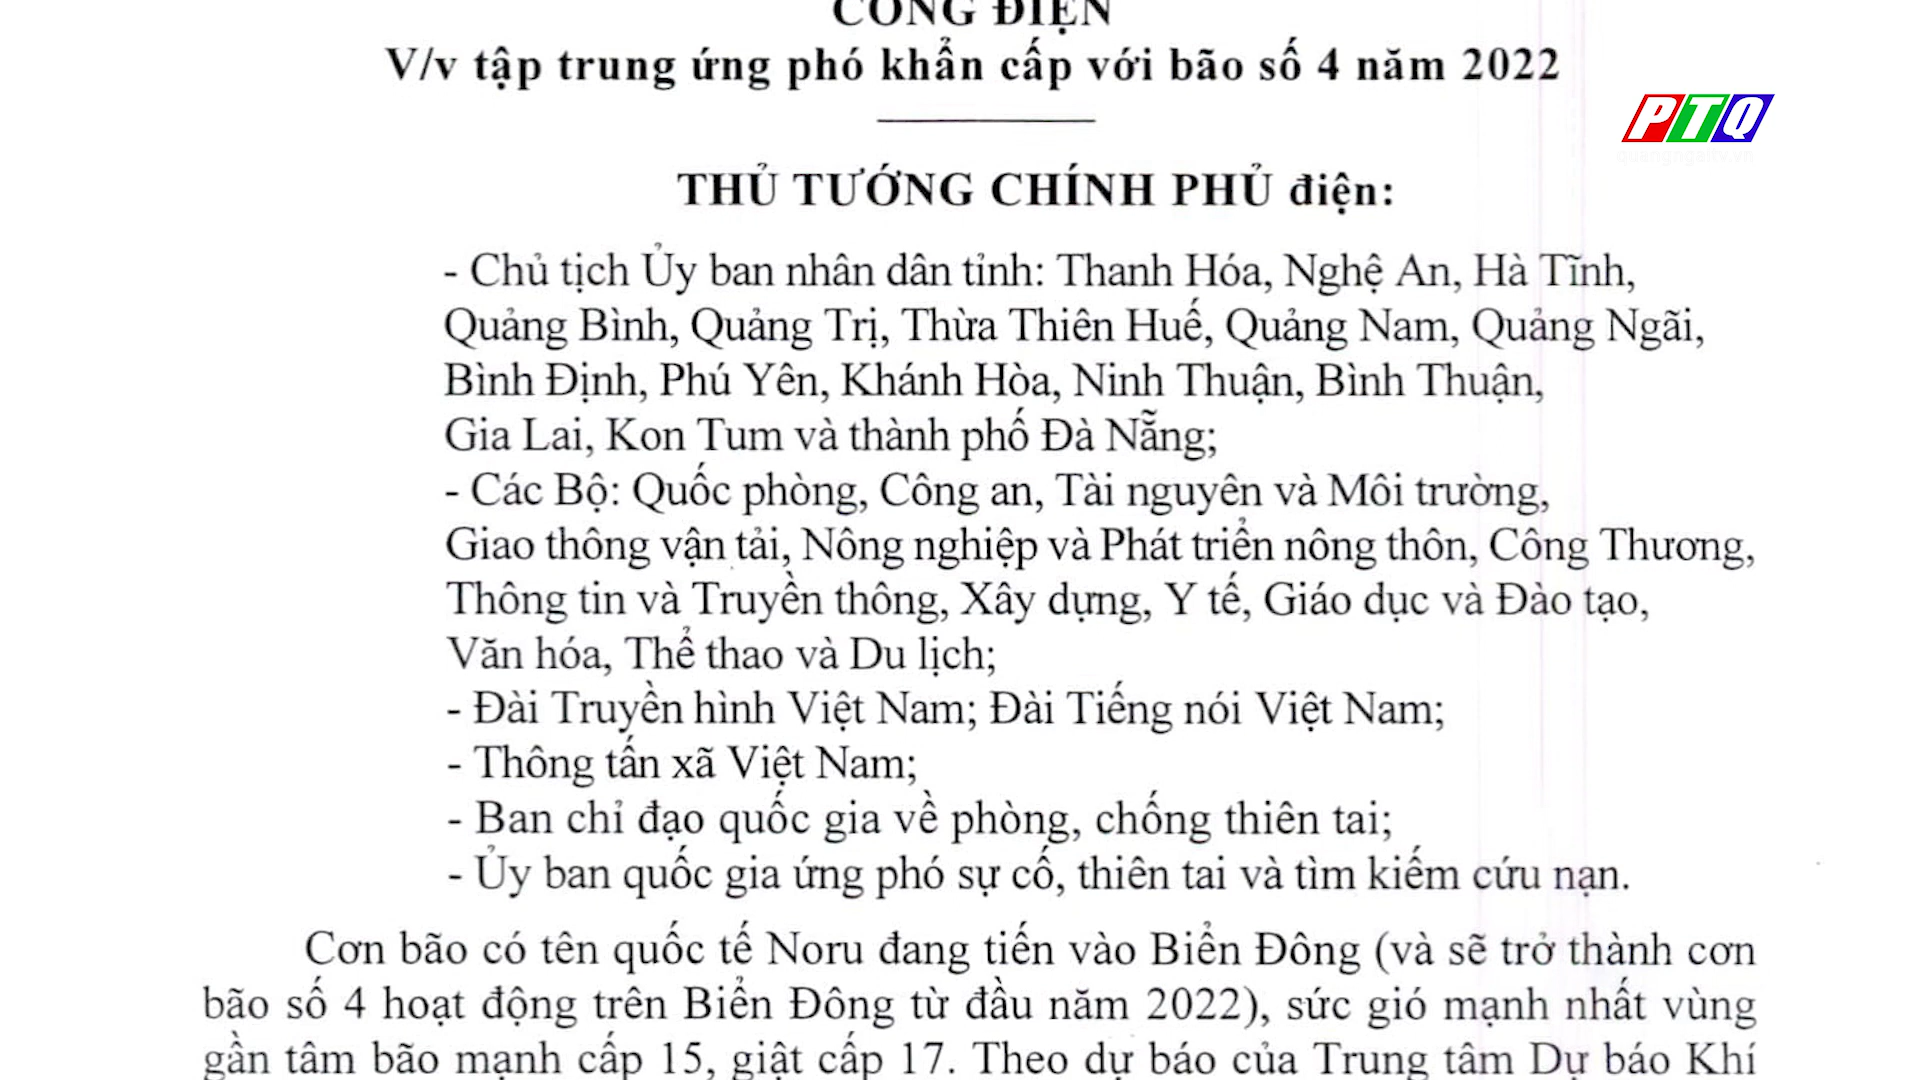 CÔNG ĐIỆN
V/v tập trung ứng phó khẩn cấp với bão số 4 năm 2022
PTQ
quangngaitv.vn
THỦ TƯỚNG CHÍNH PHỦ điện:
- Chủ tịch Ủy ban nhân dân tỉnh: Thanh Hóa, Nghệ An, Hà Tĩnh,
Quảng Bình, Quảng Trị, Thừa Thiên Huế, Quảng Nam, Quảng Ngãi,
Bình Định, Phú Yên, Khánh Hòa, Ninh Thuận, Bình Thuận,
Gia Lai, Kon Tum và thành phố Đà Nẵng;
- Các Bộ: Quốc phòng, Công an, Tài nguyên và Môi trường,
Giao thông vận tải, Nông nghiệp và Phát triển nông thôn, Công Thương,
Thông tin và Truyền thông, Xây dựng, Y tế, Giáo dục và Đào tạo,
Văn hóa, Thể thao và Du lịch;
- Đài Truyền hình Việt Nam; Đài Tiếng nói Việt Nam;
- Thông tấn xã Việt Nam;
- Ban chỉ đạo quốc gia về phòng, chống thiên tai;
- Ủy ban quốc gia ứng phó sự cố, thiên tai và tìm kiếm cứu nạn.
Cơn bão có tên quốc tế Noru đang tiến vào Biển Đông (và sẽ trở thành cơn
bão số 4 hoạt động trên Biển Đông từ đầu năm 2022), sức gió mạnh nhất vùng
gần tâm bão mạnh cấp 15, giật cấp 17. Theo dự báo của Trung tâm Dự báo Khí